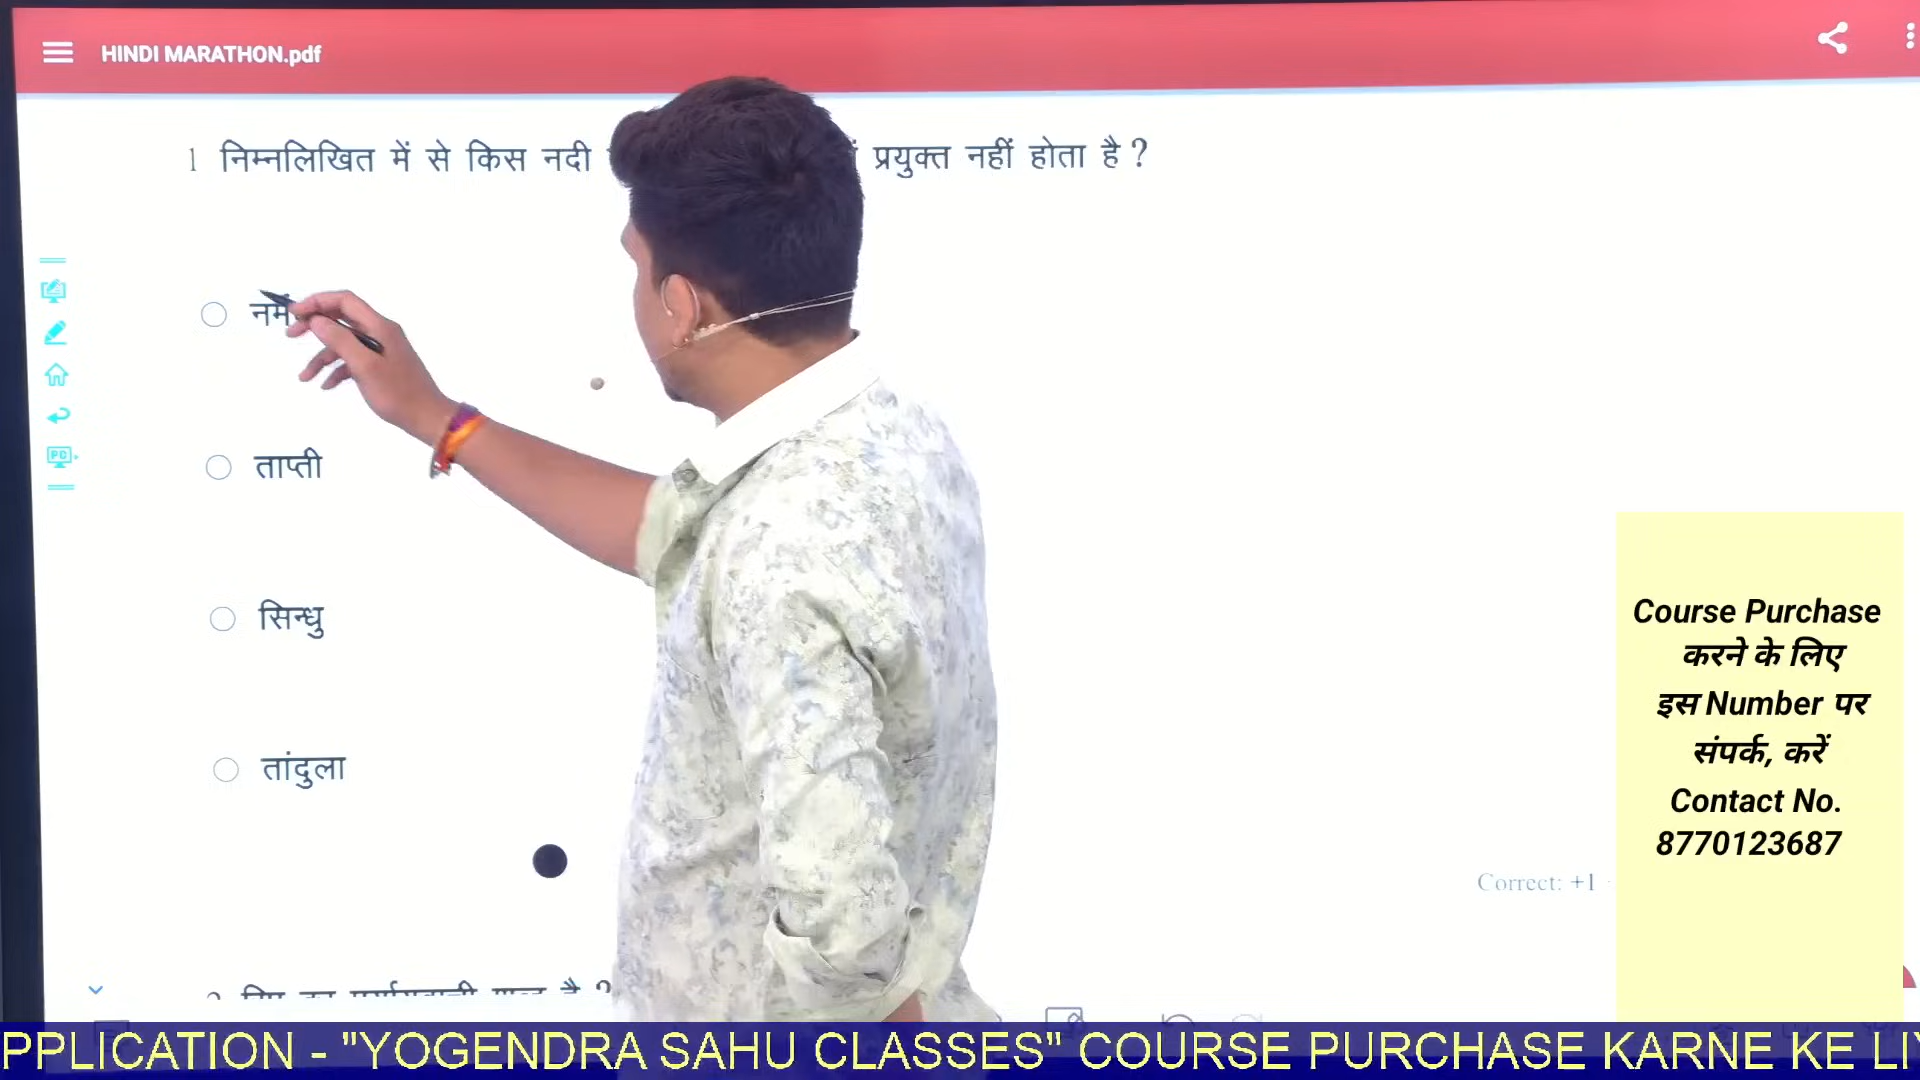 HINDI MARATHON.pdf
1 निम्नलिखित में से किस नदी प्रयुक्त नहीं होता है ?
ताप्ती
सिन्धु
तांदुला
Course Purchase
करने के लिए
इस Number पर
संपर्क, करें
Contact No.
8770123687
Correct: +1
PPLICATION - "YOGENDRA SAHU CLASSES" COURSE PURCHASE KARNE KE LIY